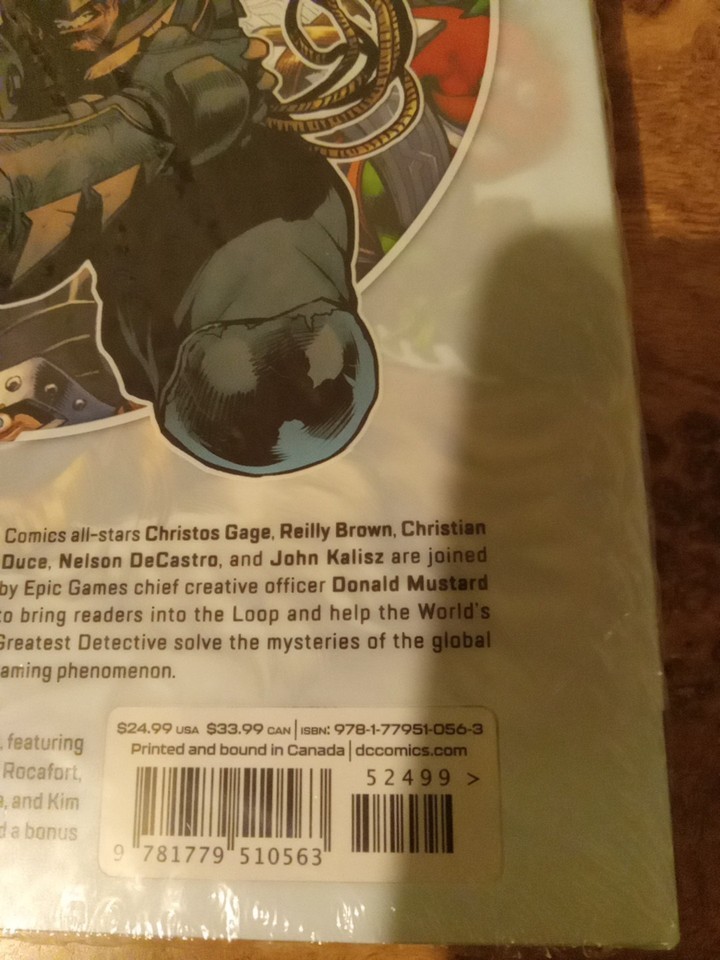 Comics all-stars Christos Gage, Reilly Brown, Christian
Duce, Nelson DeCastro, and John Kalisz are joined
by Epic Games chief creative officer Donald Mustard
to bring readers into the Loop and help the World's
Greatest Detective solve the mysteries of the global
aming phenomenon.
featuring
Rocafort,
and Kim
a bonus
$24.99 USA $33.99 CAN | ISBN: 978-1-77951-056-3
Printed and bound in Canada | dccomics.com
52499 >
9 781779 510563